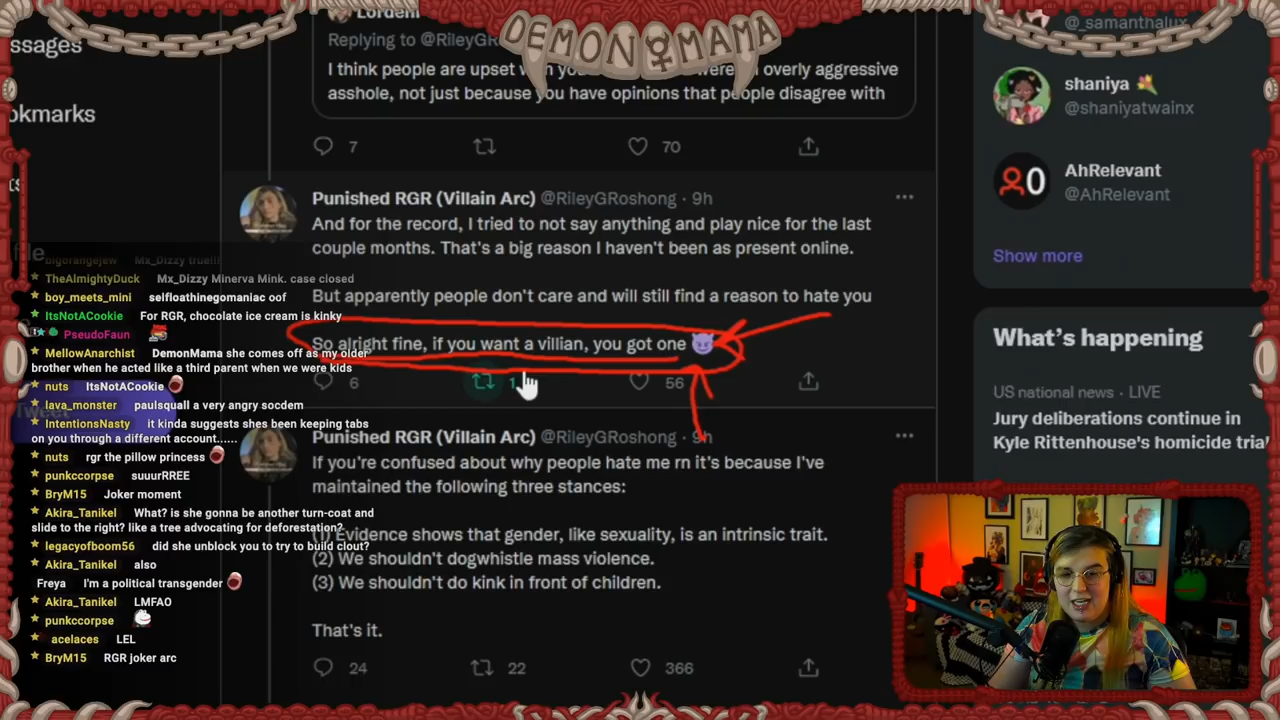 DEMON MAMA
ssages
okmarks
Lordeni
Replying to @RileyGR
I think people are upset w
overly aggressive
asshole, not just because you have opinions that people disagree with
7
70
Punished RGR (Villain Arc) @RileyGRoshong · 9h
And for the record, I tried to not say anything and play nice for the last
couple months. That's a big reason I haven't been as present online.
But apparently people don't care and will still find a reason to hate you
So alright fine, if you want a villian, you got one 😈
6
1
56
Punished RGR (Villain Arc) @RileyGRoshong · 9h
If you're confused about why people hate me rn it's because I've
maintained the following three stances:
(1) Evidence shows that gender, like sexuality, is an intrinsic trait.
(2) We shouldn't dogwhistle mass violence.
(3) We shouldn't do kink in front of children.
That's it.
24
22
366
@_samanthalux
shaniya
@shaniyatwainx
AhRelevant
@AhRelevant
Show more
What's happening
US national news · LIVE
Jury deliberations continue in
Kyle Rittenhouse's homicide trial
file
Tweet
bigorangejew Mx_Dizzy truelll
TheAlmightyDuck Mx_Dizzy Minerva Mink. case closed
boy_meets_mini selfloathinegomaniac oof
ItsNotACookie For RGR, chocolate ice cream is kinky
PseudoFaun
MellowAnarchist DemonMama she comes off as my older
brother when he acted like a third parent when we were kids
nuts ItsNotACookie
lava_monster paulsquall a very angry socdem
IntentionsNasty it kinda suggests shes been keeping tabs
on you through a different account......
nuts rgr the pillow princess
punkccorpse suuurRREE
BryM15 Joker moment
Akira_Tanikel What? is she gonna be another turn-coat and
slide to the right? like a tree advocating for deforestation?
legacyofboom56 did she unblock you to try to build clout?
Akira_Tanikel also
Freya I'm a political transgender
Akira_Tanikel LMFAO
punkccorpse
acelaces LEL
BryM15 RGR joker arc